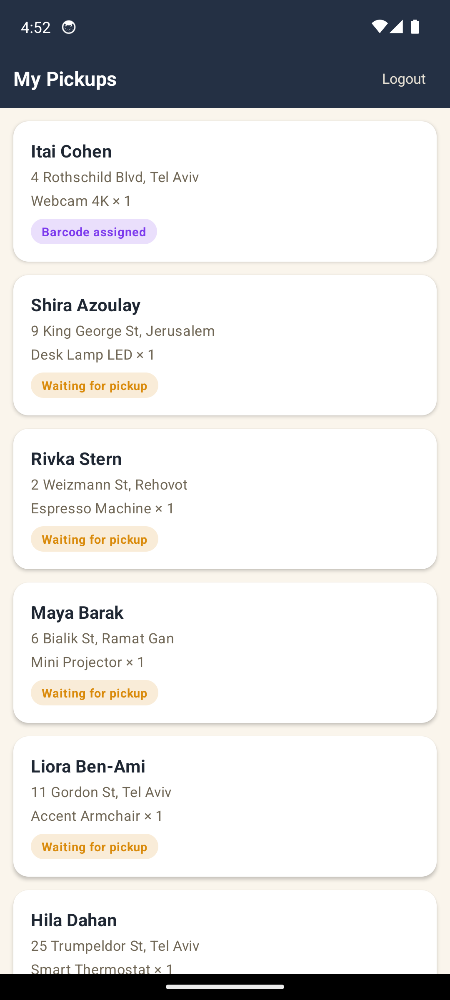 4:52
My Pickups
Logout
Itai Cohen
4 Rothschild Blvd, Tel Aviv
Webcam 4K × 1
Barcode assigned
Shira Azoulay
9 King George St, Jerusalem
Desk Lamp LED × 1
Waiting for pickup
Rivka Stern
2 Weizmann St, Rehovot
Espresso Machine × 1
Waiting for pickup
Maya Barak
6 Bialik St, Ramat Gan
Mini Projector × 1
Waiting for pickup
Liora Ben-Ami
11 Gordon St, Tel Aviv
Accent Armchair × 1
Waiting for pickup
Hila Dahan
25 Trumpeldor St, Tel Aviv
Smart Thermostat × 1